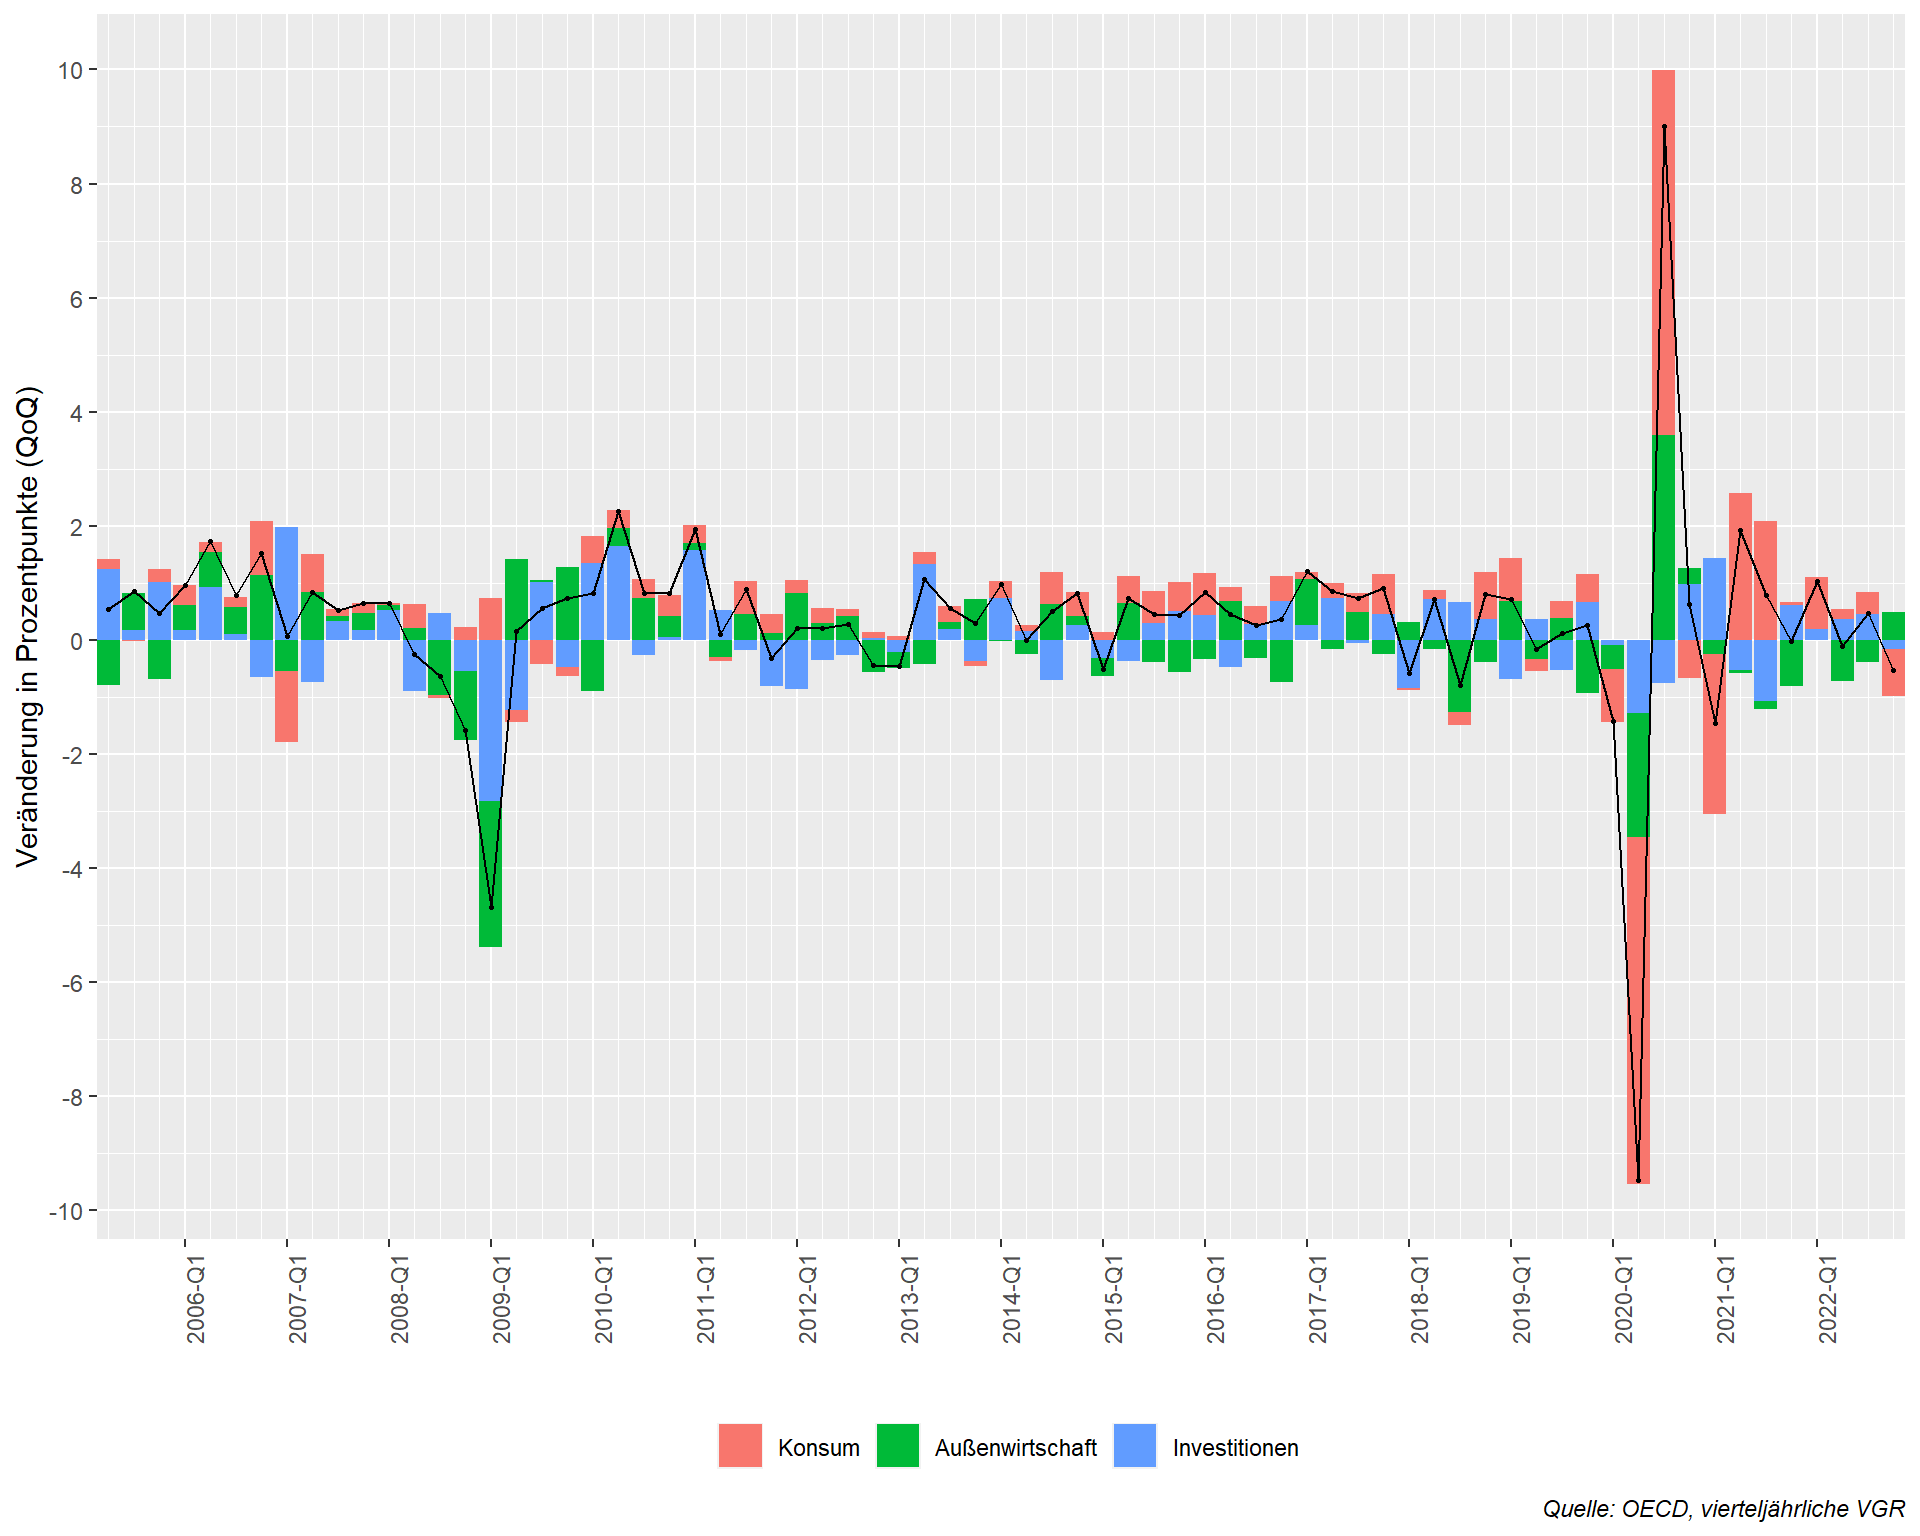 Veränderung in Prozentpunkte (QoQ)
10
8
6
4
2
0
-2
-4
-6
-8
-10
2006-Q1
2007-Q1
2008-Q1
2009-Q1
2010-Q1
2011-Q1
2012-Q1
2013-Q1
2014-Q1
2015-Q1
2016-Q1
2017-Q1
2018-Q1
2019-Q1
2020-Q1
2021-Q1
2022-Q1
Konsum Außenwirtschaft Investitionen
Quelle: OECD, vierteljährliche VGR